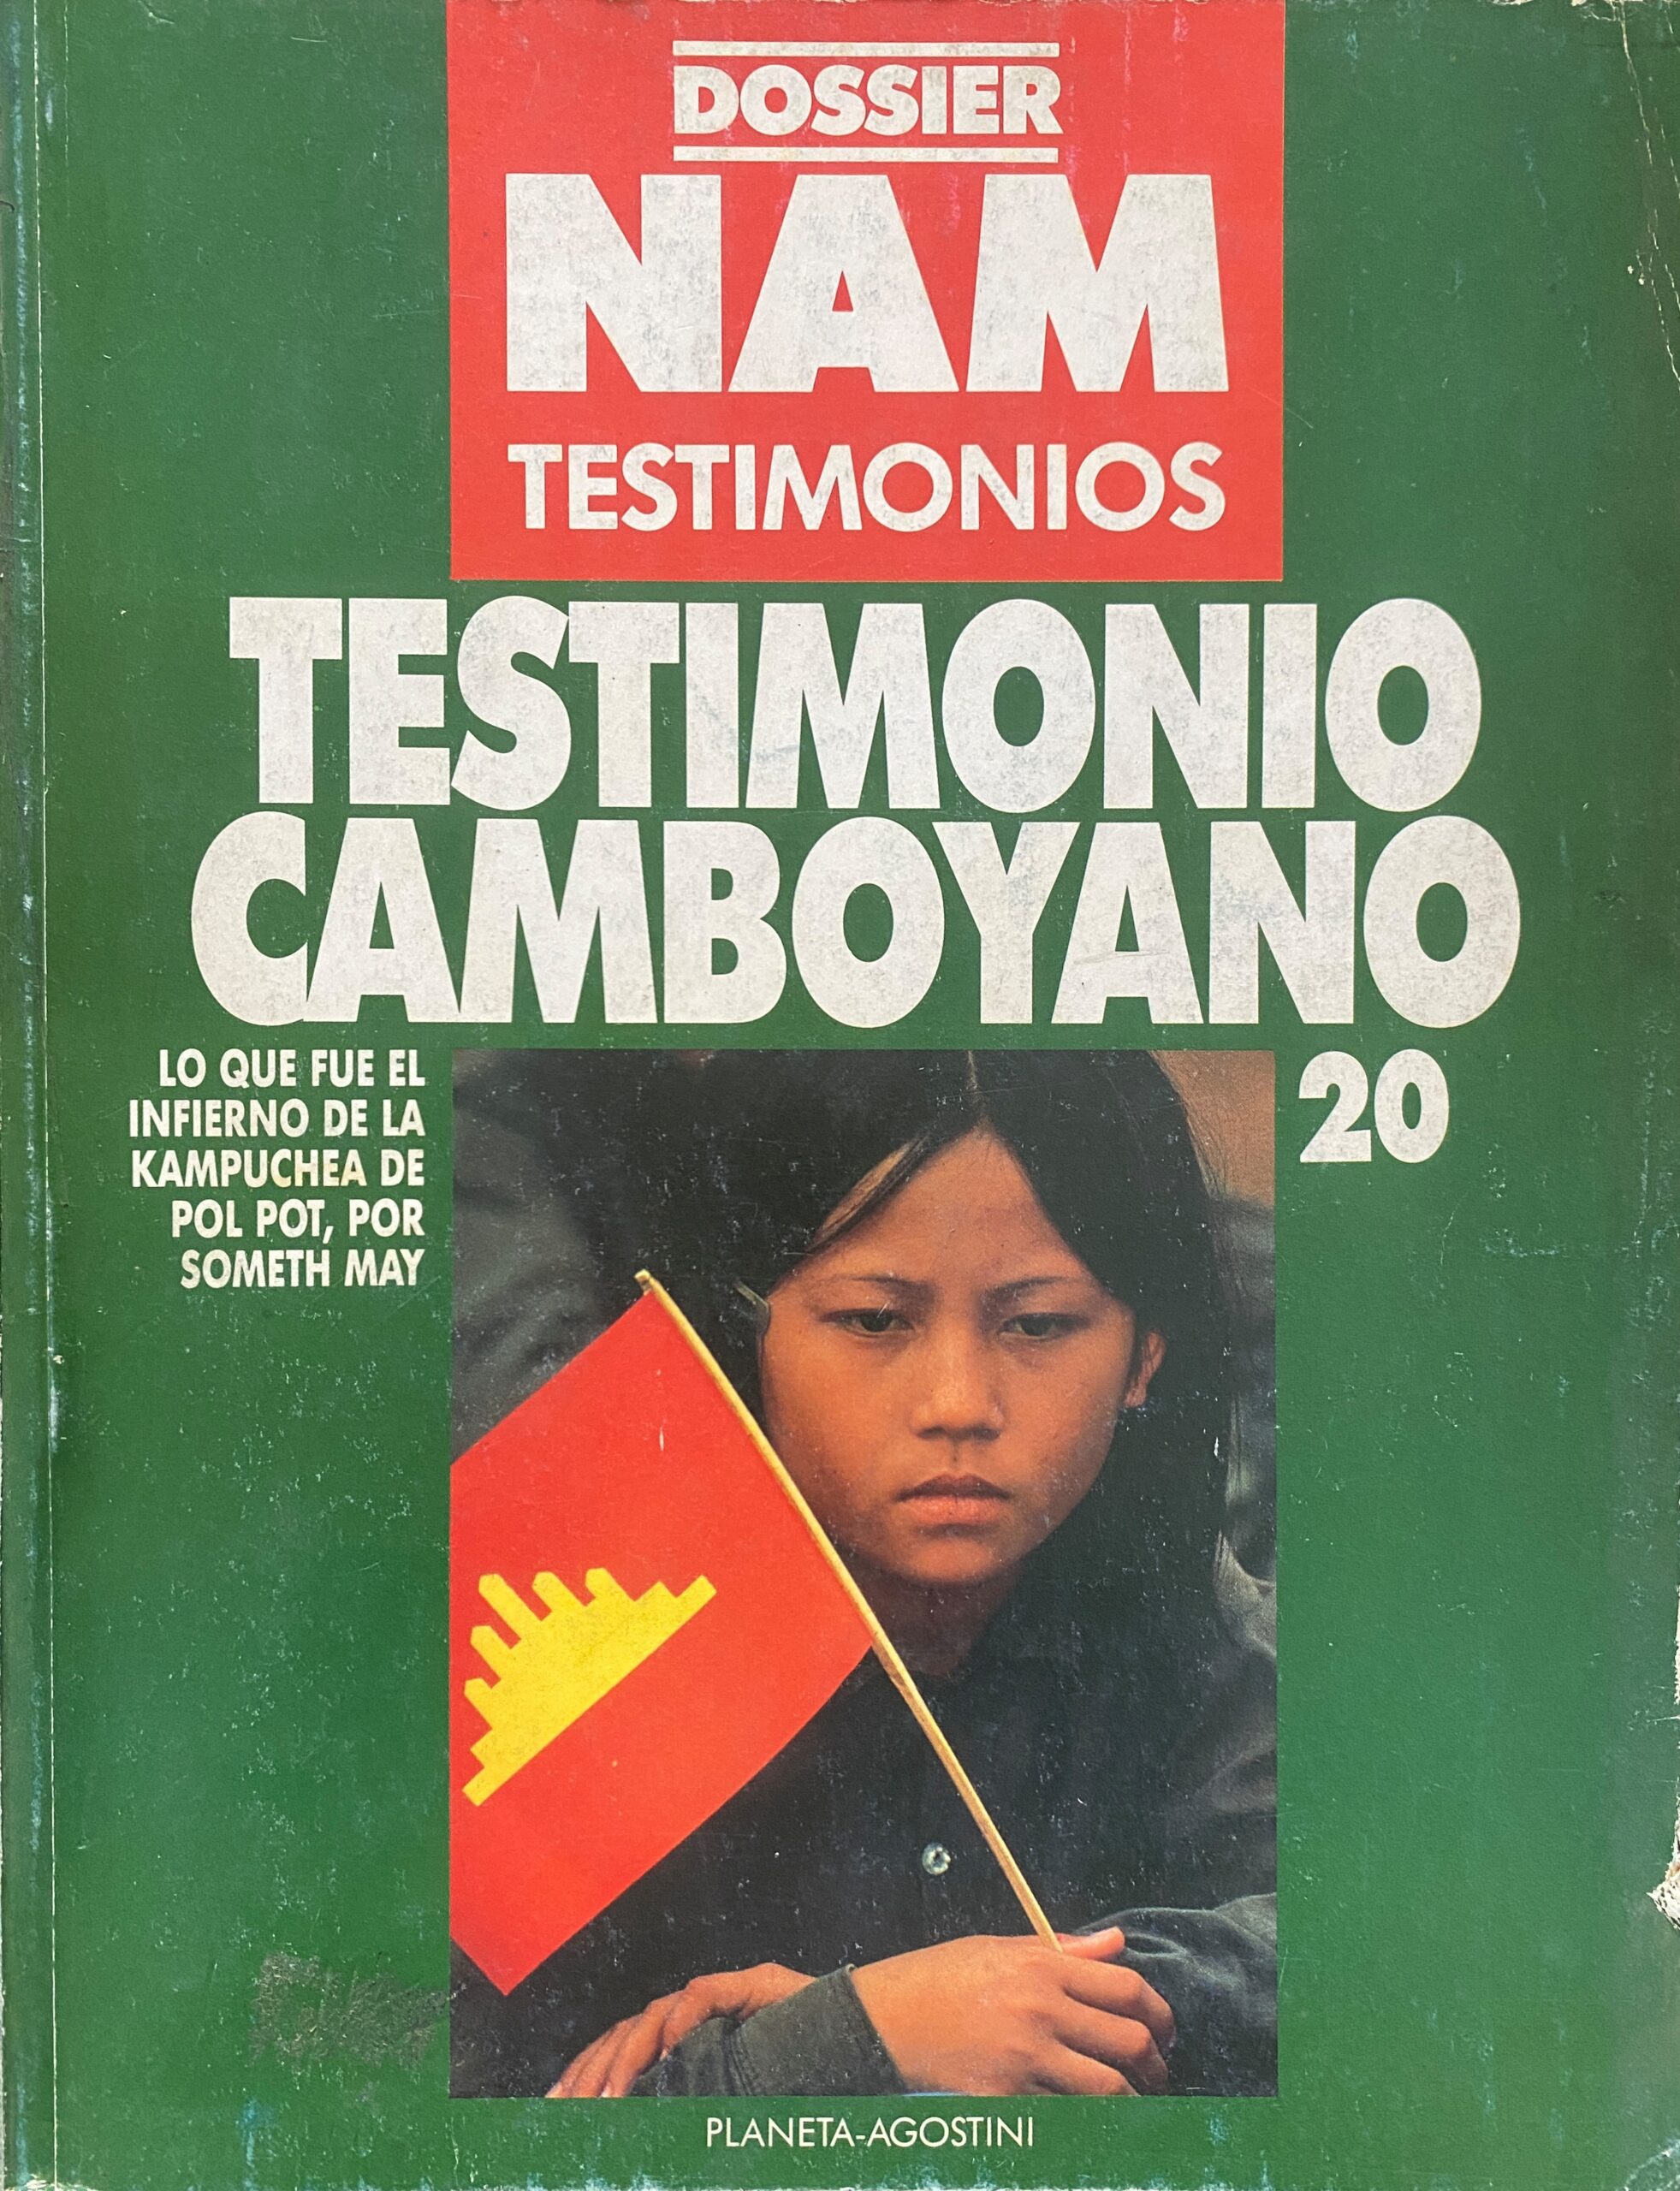 DOSSIER
NAM
TESTIMONIOS
TESTIMONIO
CAMBOYANO
LO QUE FUE EL
INFIERNO DE LA
KAMPUCHEA DE
POL POT, POR
SOMETH MAY
20
PLANETA-AGOSTINI